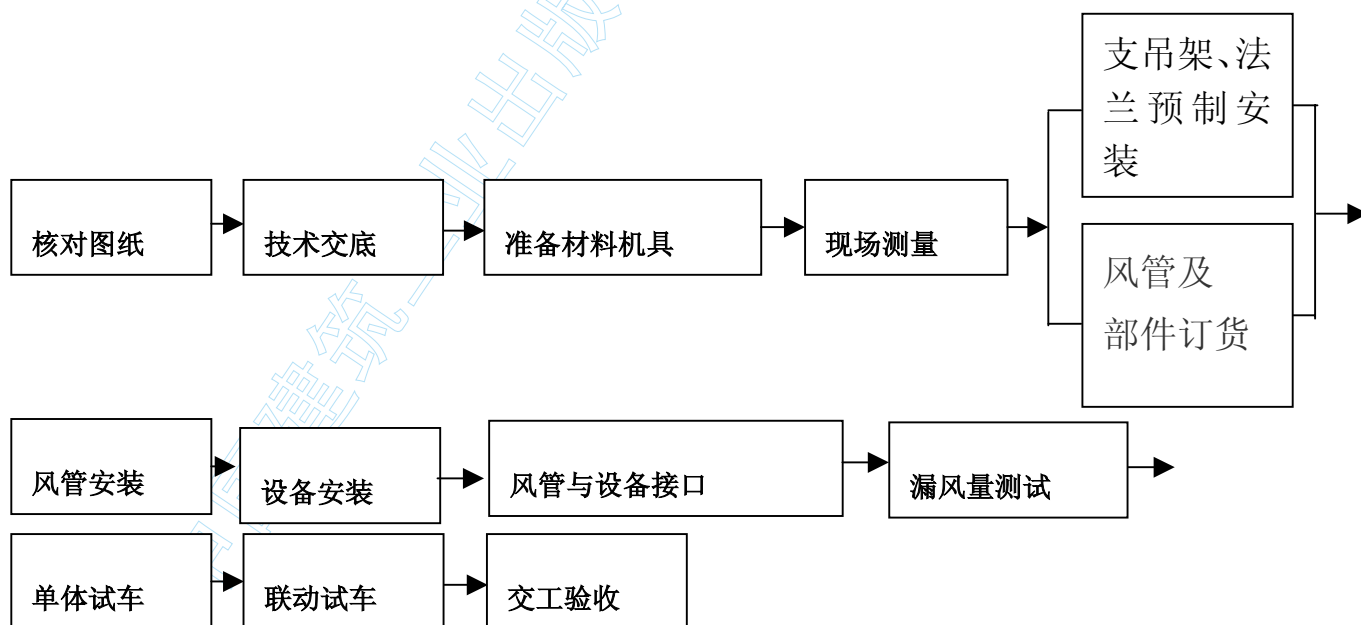 支吊架、法
兰预制安
装
核对图纸
技术交底
准备材料机具
现场测量
风管及
部件订货
风管安装
设备安装
风管与设备接口
漏风量测试
单体试车
联动试车
交工验收